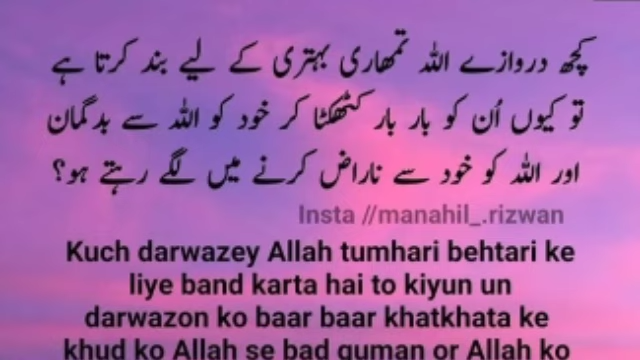 کچھ دروازے اللہ تمھاری بہتری کے لیے بند کرتا ہے
تو کیوں اُن کو بار بار کٹھکٹا کر خود کو اللہ سے بدگمان
اور اللہ کو خود سے ناراض کرنے میں لگے رہتے ہو؟
Insta //manahil_.rizwan
Kuch darwazey Allah tumhari behtari ke
liye band karta hai to kiyun un
darwazon ko baar baar khatkhata ke
khud ko Allah se bad guman or Allah ko